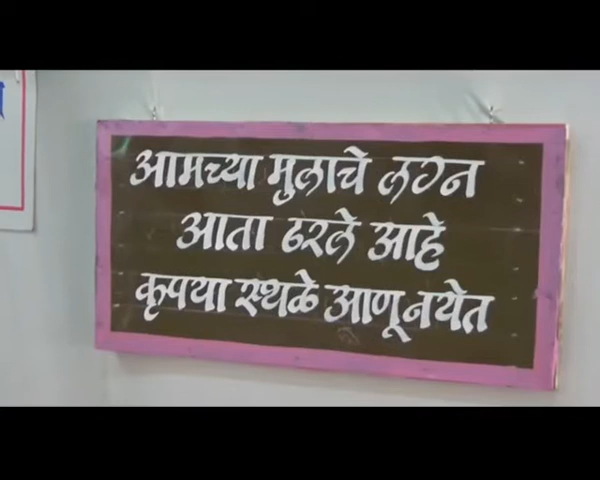 आमच्या मुलाचे लग्न
आता ठरले आहे
कृपया स्थळे आणू नयेत